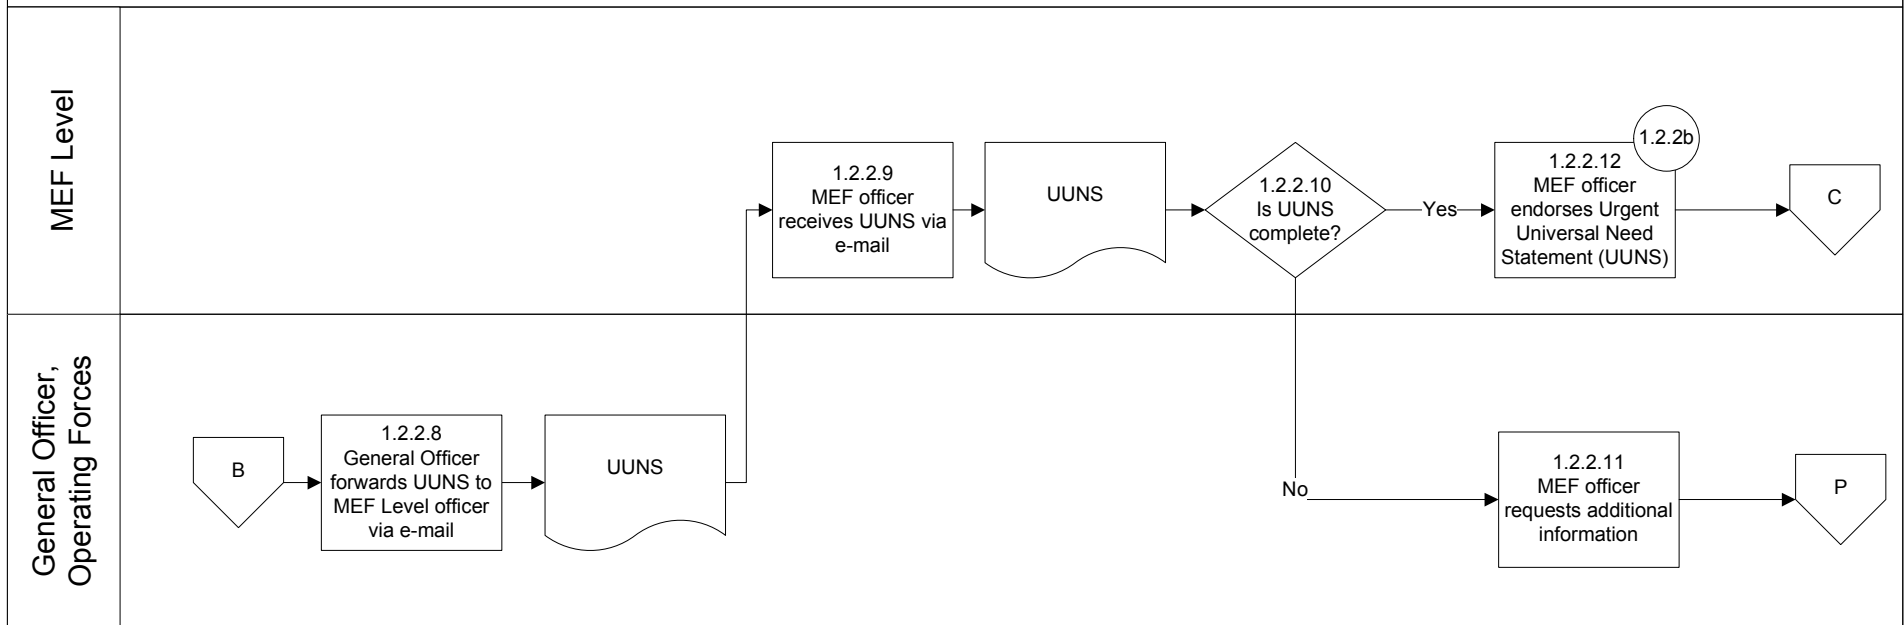 MEF Level
1.2.2.9
MEF officer
receives UUNS via
e-mail
UUNS
1.2.2.10
Is UUNS
complete?
Yes
1.2.2b
1.2.2.12
MEF officer
endorses Urgent
Universal Need
Statement (UUNS)
C
General Officer,
Operating Forces
B
1.2.2.8
General Officer
forwards UUNS to
MEF Level officer
via e-mail
UUNS
No
1.2.2.11
MEF officer
requests additional
information
P